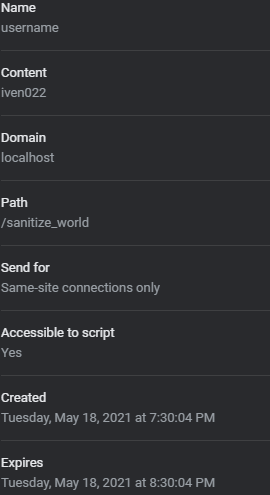 Name
username
Content
iven022
Domain
localhost
Path
/sanitize_world
Send for
Same-site connections only
Accessible to script
Yes
Created
Tuesday, May 18, 2021 at 7:30:04 PM
Expires
Tuesday, May 18, 2021 at 8:30:04 PM